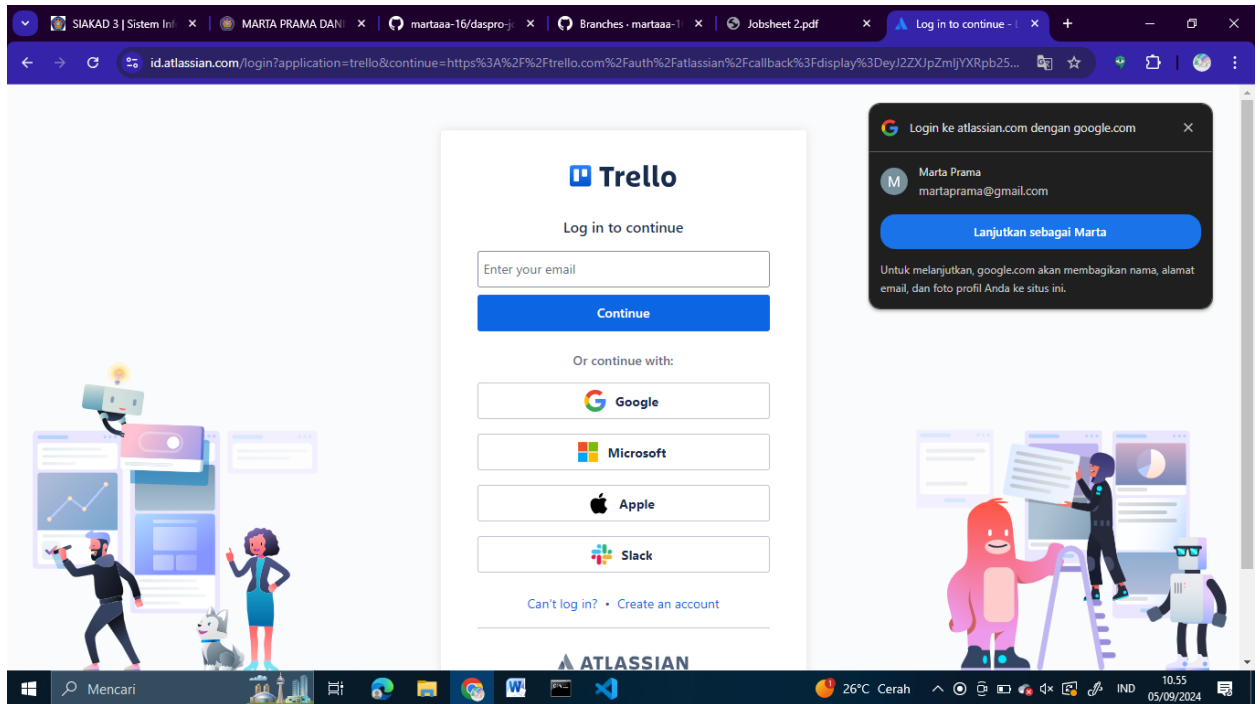 SIAKAD 3 | Sistem Inf
MARTA PRAMA DANI
martaaa-16/daspro-jo
Branches · martaaa-1
Jobsheet 2.pdf
Log in to continue - L
id.atlassian.com/login?application=trello&continue=https%3A%2F%2Ftrello.com%2Fauth%2Fatlassian%2Fcallback%3Fdisplay%3DeyJ2ZXJpZmljYXRpb25...
Login ke atlassian.com dengan google.com
M
Marta Prama
martaprama@gmail.com
Lanjutkan sebagai Marta
Untuk melanjutkan, google.com akan membagikan nama, alamat
email, dan foto profil Anda ke situs ini.
Trello
Log in to continue
Enter your email
Continue
Or continue with:
Google
Microsoft
Apple
Slack
Can't log in? • Create an account
ATLASSIAN
Mencari
1
26°C Cerah
IND
10.55
05/09/2024